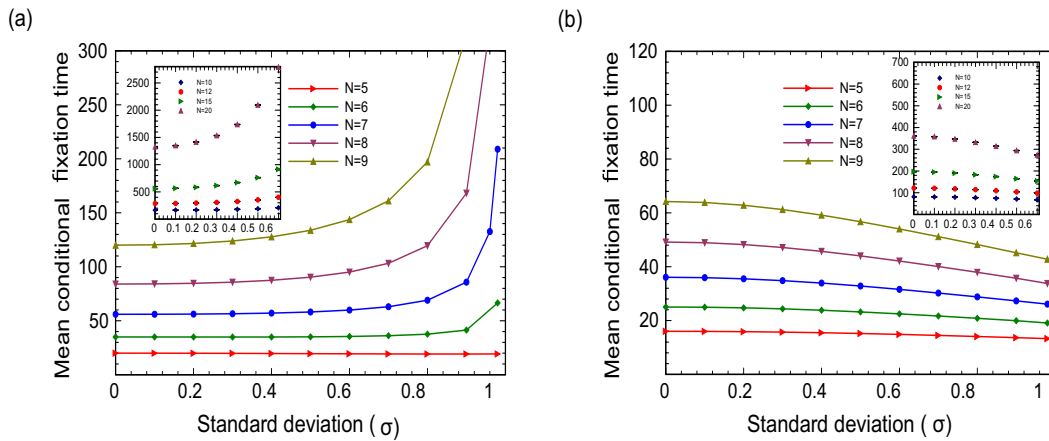 (a)
(b)
Mean conditional fixation time
300
250
200
150
100
50
0
0.2
0.4
0.6
0.8
1
Standard deviation ( σ)
N=5
N=6
N=7
N=8
N=9
N=10
N=12
N=15
N=20
2500
2000
1500
1000
500
0
0.1
0.2
0.3
0.4
0.5
0.6
Mean conditional fixation time
120
100
80
60
40
20
0
0.2
0.4
0.6
0.8
1
Standard deviation ( σ)
N=5
N=6
N=7
N=8
N=9
N=10
N=12
N=15
N=20
700
600
500
400
300
200
100
0
0.1
0.2
0.3
0.4
0.5
0.6